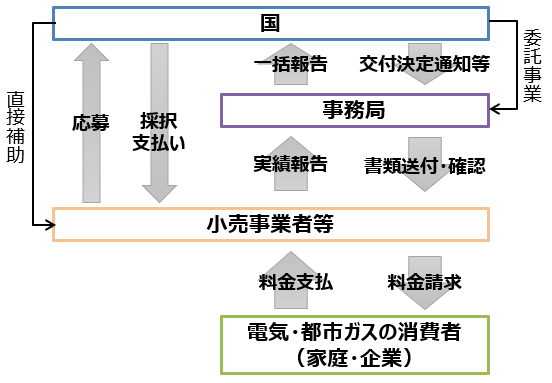 国
委託事業
一括報告
交付決定通知等
直接補助
応募
採択
支払い
事務局
実績報告
書類送付・確認
小売事業者等
料金支払
料金請求
電気・都市ガスの消費者
（家庭・企業）